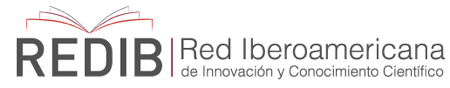 REDIB
Red Iberoamericana
de Innovación y Conocimiento Científico